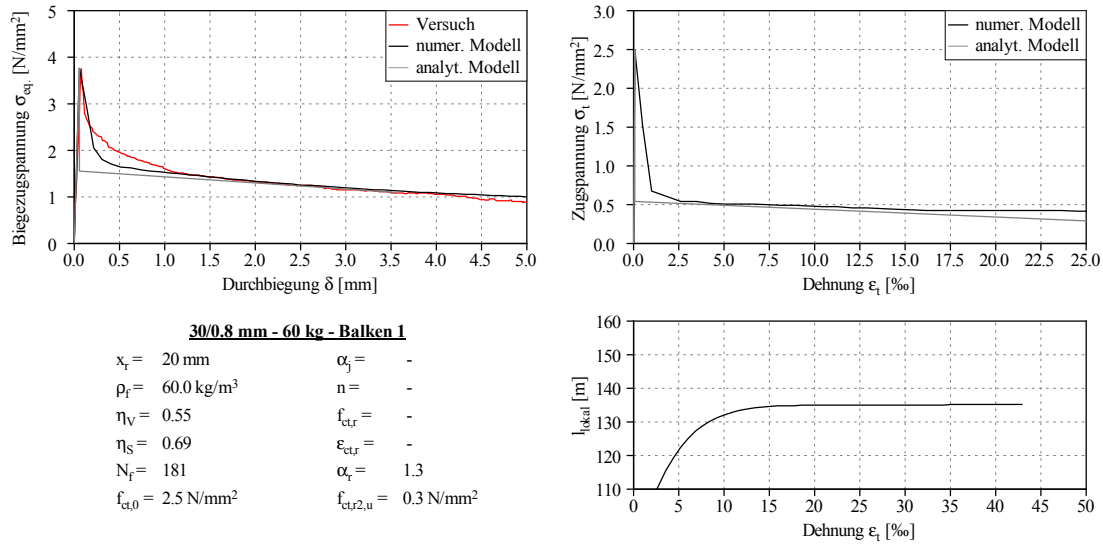 Biegezugspannung σeq. [N/mm²]
5
4
3
2
1
0
Versuch
numer. Modell
analyt. Modell
0.0 0.5 1.0 1.5 2.0 2.5 3.0 3.5 4.0 4.5 5.0
Durchbiegung δ [mm]
Zugspannung σt [N/mm²]
3.0
2.5
2.0
1.5
1.0
0.5
0.0
numer. Modell
analyt. Modell
0.0 2.5 5.0 7.5 10.0 12.5 15.0 17.5 20.0 22.5 25.0
Dehnung εt [‰]
30/0.8 mm - 60 kg - Balken 1
xr = 20 mm αj = -
ρf = 60.0 kg/m³ n = -
ηV = 0.55 fct,r = -
ηS = 0.69 εct,r = -
Nf = 181 αr = 1.3
fct,0 = 2.5 N/mm² fct,r2,u = 0.3 N/mm²
llokal [m]
160
150
140
130
120
110
0 5 10 15 20 25 30 35 40 45 50
Dehnung εt [‰]